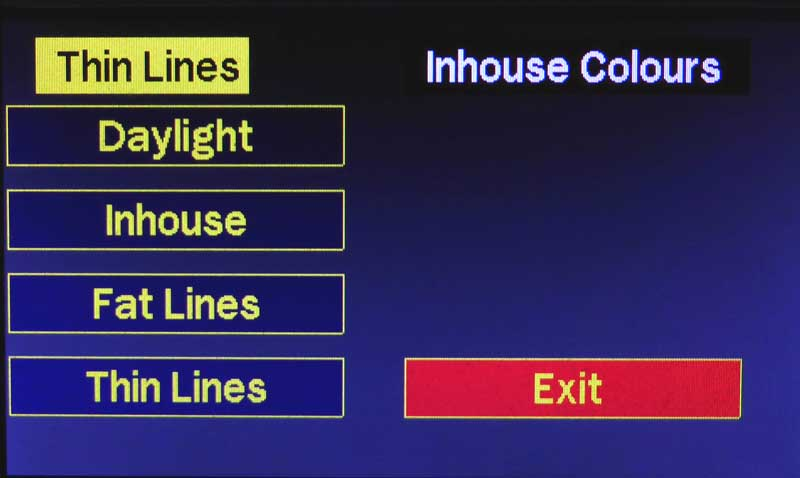 Thin Lines
Inhouse Colours
Daylight
Inhouse
Fat Lines
Thin Lines
Exit